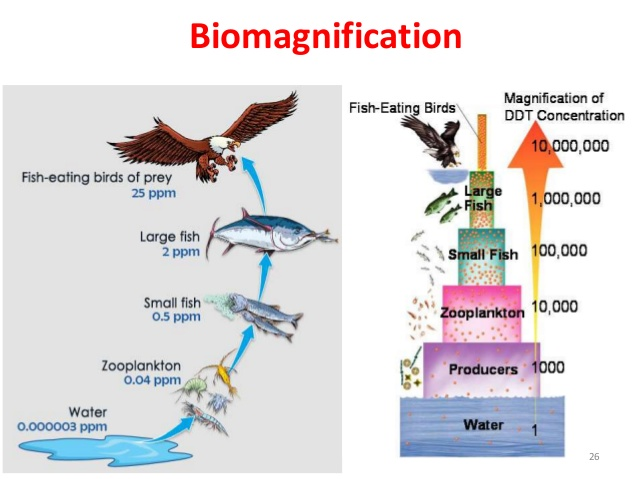 Biomagnification
Fish-eating birds of prey
25 ppm
Large fish
2 ppm
Small fish
0.5 ppm
Zooplankton
0.04 ppm
Water
0.000003 ppm
Fish-Eating Birds
Magnification of
DDT Concentration
10,000,000
Large
Fish
1,000,000
Small Fish
100,000
Zooplankton
10,000
Producers
1000
Water
1
26